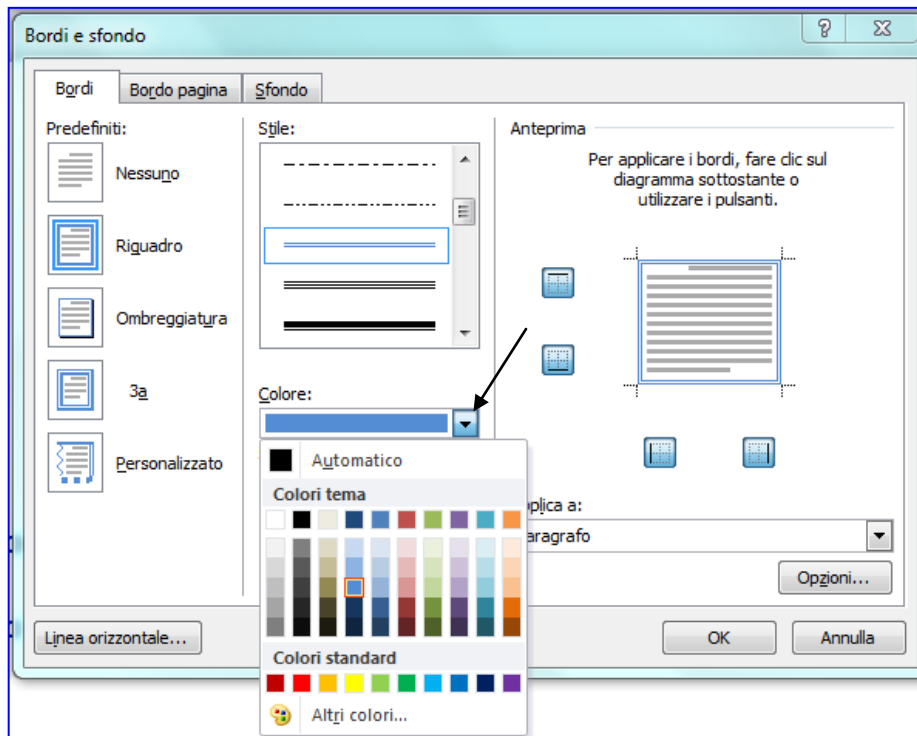 Bordi e sfondo
Bordi
Bordo pagina
Sfondo
Predefiniti:
Nessuno
Riquadro
Ombreggiatura
3a
Personalizzato
Stile:
Colore:
Automatico
Colori tema
Colori standard
Altri colori...
Anteprima
Per applicare i bordi, fare clic sul
diagramma sottostante o
utilizzare i pulsanti.
plica a:
aragrafo
Opzioni...
Linea orizzontale...
OK
Annulla